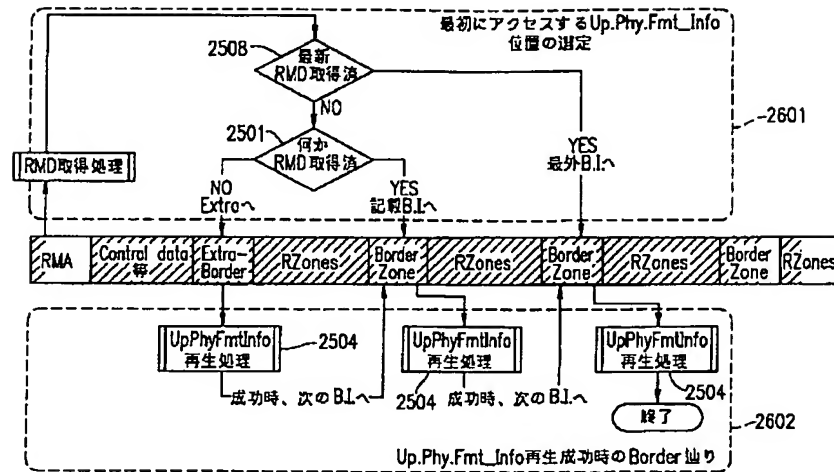 最初にアクセスするUp.Phy.Fmt_Info
位置の選定
2508
最新
RMD取得済
NO
2501
何か
RMD取得済
2601
RMD取得処理
NO
Extraへ
YES
記載B.I.へ
YES
最外B.I.へ
RMA
Control data
等
Extra-
Border
RZones
Border
Zone
RZones
Border
Zone
RZones
Border
Zone
RZones
UpPhyFmtInfo
再生処理
2504
UpPhyFmtInfo
再生処理
2504
UpPhyFmtInfo
再生処理
2504
成功時、次のB.I.へ
成功時、次のB.I.へ
終了
2602
Up.Phy.Fmt_Info再生成功時のBorder辿り